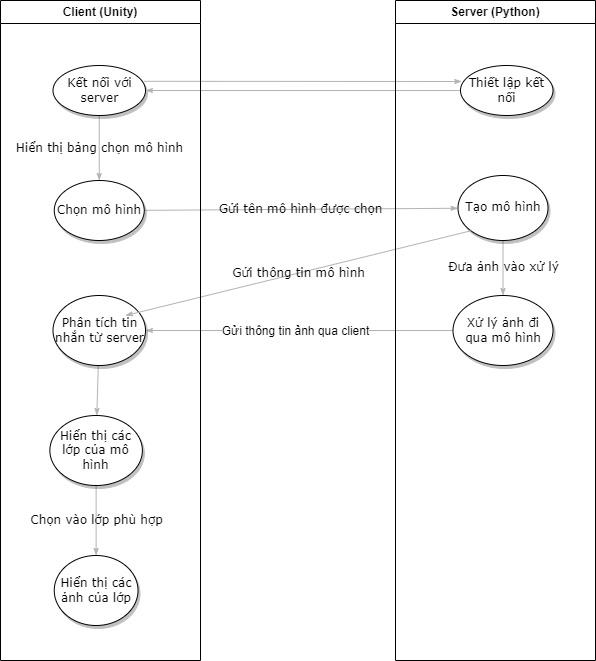 Client (Unity)
Server (Python)
Kết nối với
server
Thiết lập kết
nối
Hiển thị bảng chọn mô hình
Chọn mô hình
Gửi tên mô hình được chọn
Tạo mô hình
Gửi thông tin mô hình
Đưa ảnh vào xử lý
Phân tích tin
nhắn từ server
Gửi thông tin ảnh qua client
Xử lý ảnh đi
qua mô hình
Hiển thị các
lớp của mô
hình
Chọn vào lớp phù hợp
Hiển thị các
ảnh của lớp